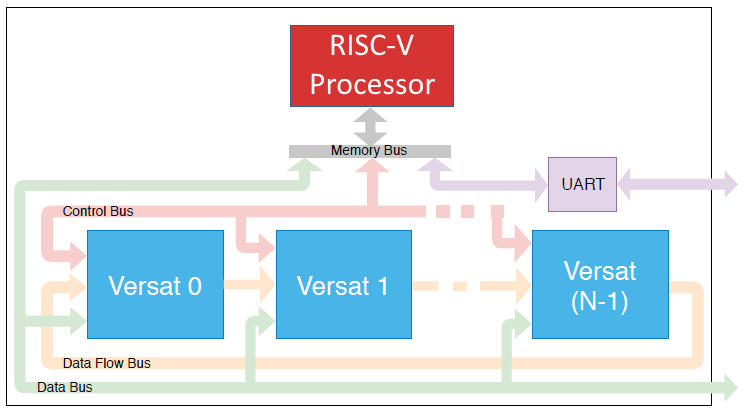 RISC-V
Processor
Memory Bus
UART
Control Bus
Versat 0
Versat 1
Versat
(N-1)
Data Flow Bus
Data Bus